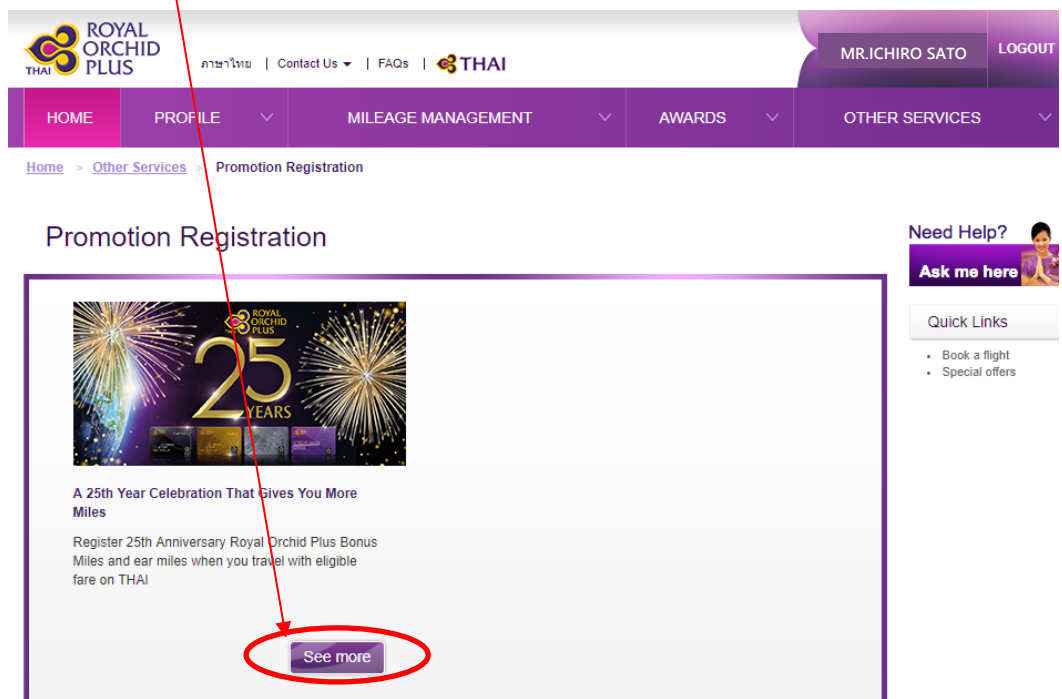 ROYAL
ORCHID
PLUS
THAI
ภาษาไทย | Contact Us | FAQs | THAI
MR.ICHIRO SATO
LOGOUT
HOME PROFILE MILEAGE MANAGEMENT AWARDS OTHER SERVICES
Home > Other Services > Promotion Registration
Promotion Registration
ROYAL
ORCHID
PLUS
25
YEARS
A 25th Year Celebration That Gives You More
Miles
Register 25th Anniversary Royal Orchid Plus Bonus
Miles and ear miles when you travel with eligible
fare on THAI
See more
Need Help?
Ask me here
Quick Links
Book a flight
Special offers